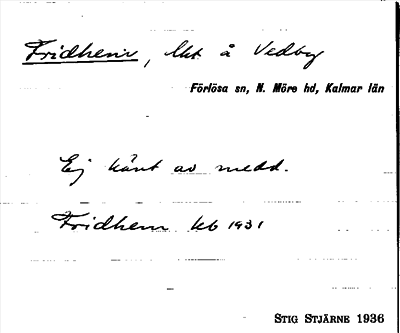 Fridhem, lht å Vedby
Förlösa sn, N. Möre hd, Kalmar län
Ej känt av medd.
Fridhem kb 1931
STIG STJÄRNE 1936